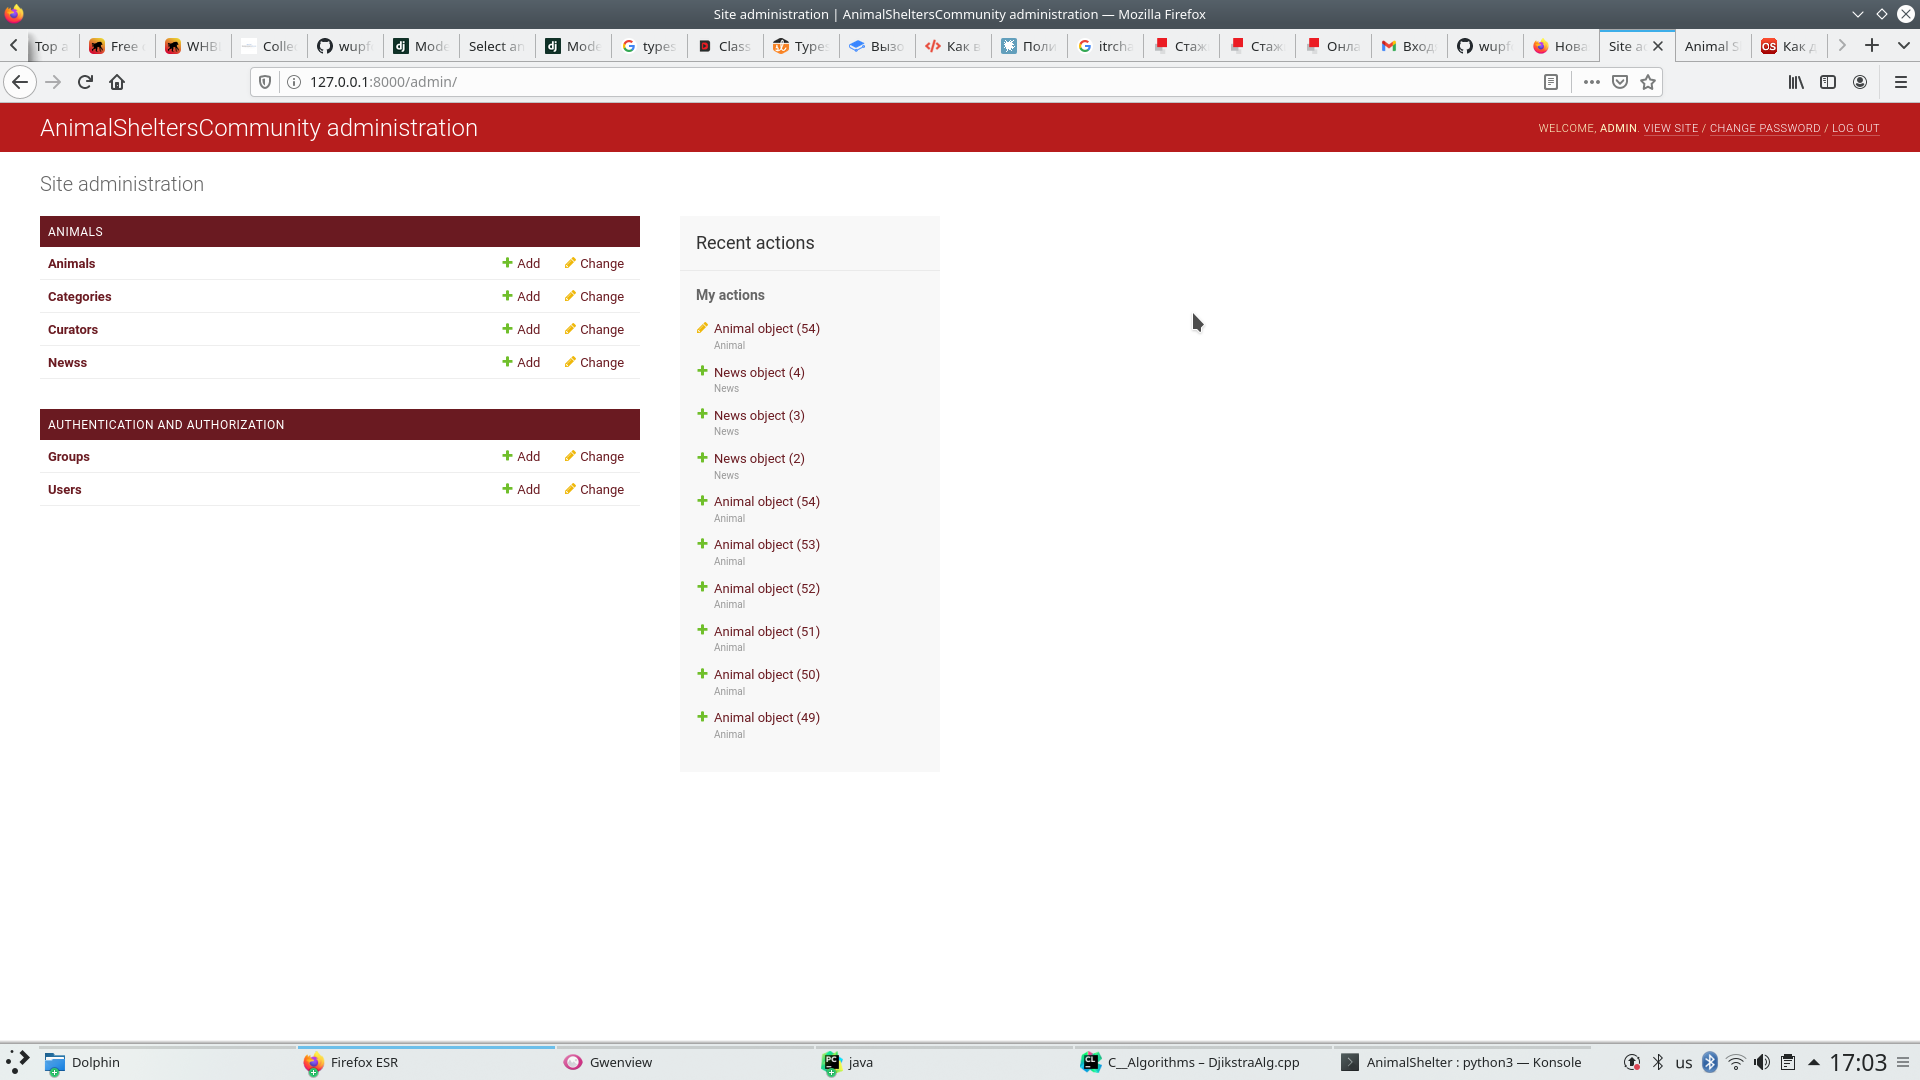 Site administration | AnimalSheltersCommunity administration — Mozilla Firefox
Top a Free WHB Colle wupf Mode Select an Mode types Class Type Вызо Как в Поли itrcha Стаж Стаж Онла Вход wupf Нова Site ad Animal S Как д
127.0.0.1:8000/admin/
AnimalSheltersCommunity administration
WELCOME, ADMIN. VIEW SITE / CHANGE PASSWORD / LOG OUT
Site administration
ANIMALS
Animals Add Change
Categories Add Change
Curators Add Change
Newss Add Change
AUTHENTICATION AND AUTHORIZATION
Groups Add Change
Users Add Change
Recent actions
My actions
Animal object (54)
Animal
News object (4)
News
News object (3)
News
News object (2)
News
Animal object (54)
Animal
Animal object (53)
Animal
Animal object (52)
Animal
Animal object (51)
Animal
Animal object (50)
Animal
Animal object (49)
Animal
Dolphin Firefox ESR Gwenview java C__Algorithms – DjikstraAlg.cpp AnimalShelter : python3 — Konsole us 17:03